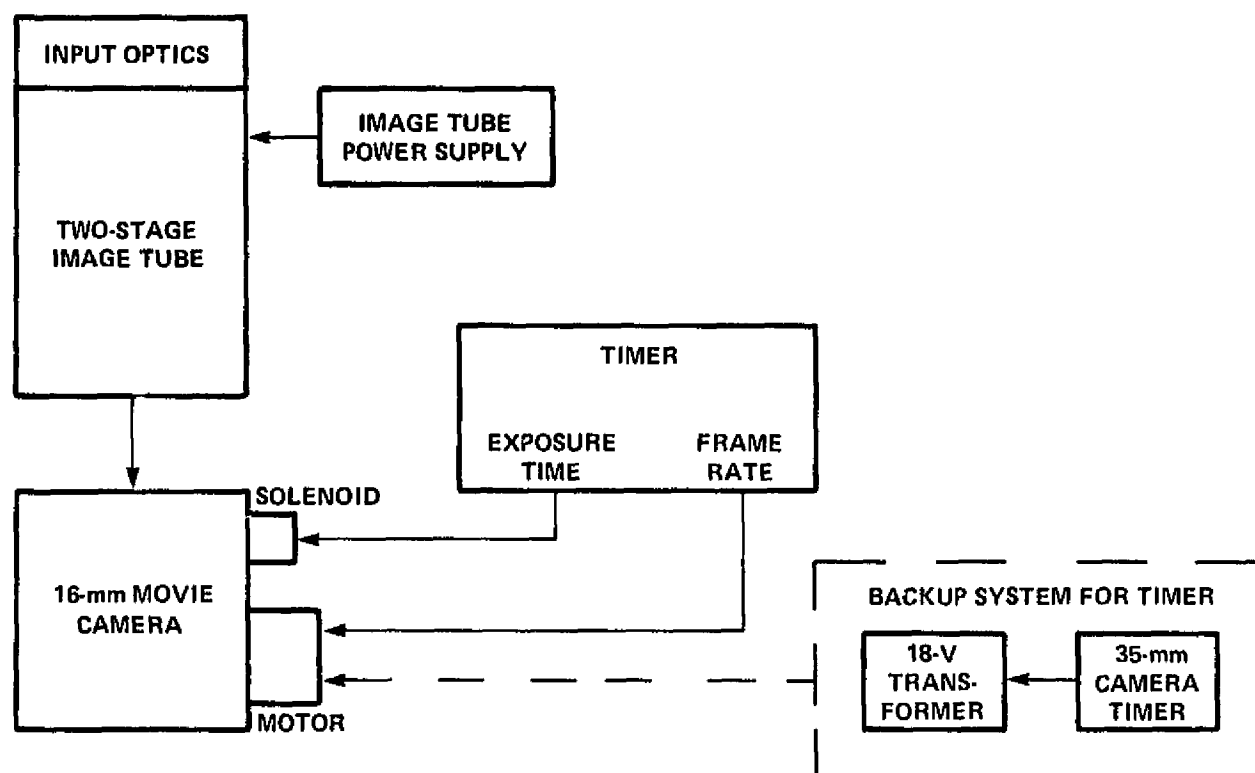 INPUT OPTICS
IMAGE TUBE
POWER SUPPLY
TWO-STAGE
IMAGE TUBE
TIMER
EXPOSURE
TIME
FRAME
RATE
SOLENOID
16-mm MOVIE
CAMERA
MOTOR
BACKUP SYSTEM FOR TIMER
18-V
TRANS-
FORMER
35-mm
CAMERA
TIMER